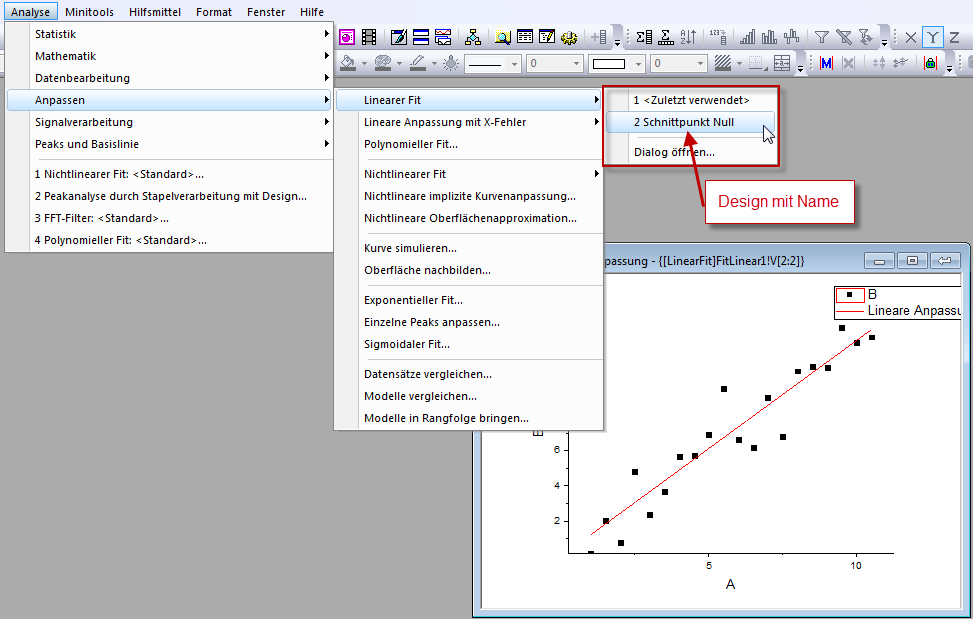 Analyse Minitools Hilfsmittel Format Fenster Hilfe
Statistik
Mathematik
Datenbearbeitung
Anpassen
Signalverarbeitung
Peaks und Basislinie
1 Nichtlinearer Fit: <Standard>...
2 Peakanalyse durch Stapelverarbeitung mit Design...
3 FFT-Filter: <Standard>...
4 Polynomieller Fit: <Standard>...
Linearer Fit
Lineare Anpassung mit X-Fehler
Polynomieller Fit...
Nichtlinearer Fit
Nichtlineare implizite Kurvenanpassung...
Nichtlineare Oberflächenapproximation...
Kurve simulieren...
Oberfläche nachbilden...
Exponentieller Fit...
Einzelne Peaks anpassen...
Sigmoidaler Fit...
Datensätze vergleichen...
Modelle vergleichen...
Modelle in Rangfolge bringen...
1 <Zuletzt verwendet>
2 Schnittpunkt Null
Dialog öffnen...
Design mit Name
0
0
Y Z
M
passung - {[LinearFit]FitLinear1!V[2:2]}
B
Lineare Anpassu
6
4
2
5 10
A